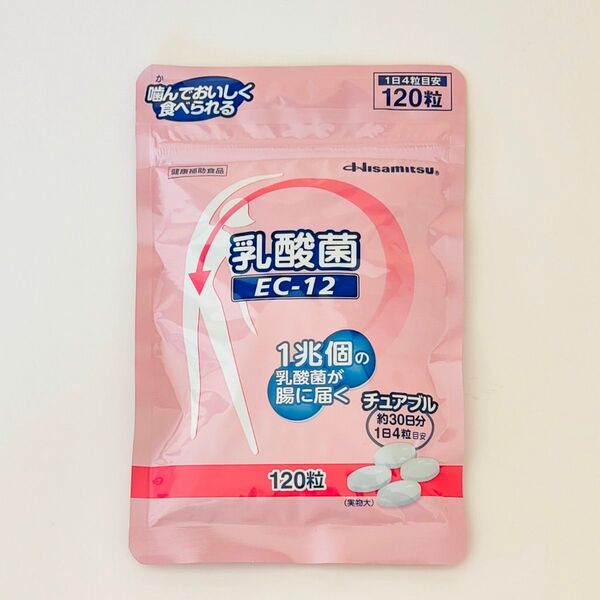 か
噛んでおいしく
食べられる
1日4粒目安
120粒
健康補助食品
Hisamitsu®
乳酸菌
EC-12
1兆個の
乳酸菌が
腸に届く
チュアブル
約30日分
1日4粒目安
120粒
(実物大)